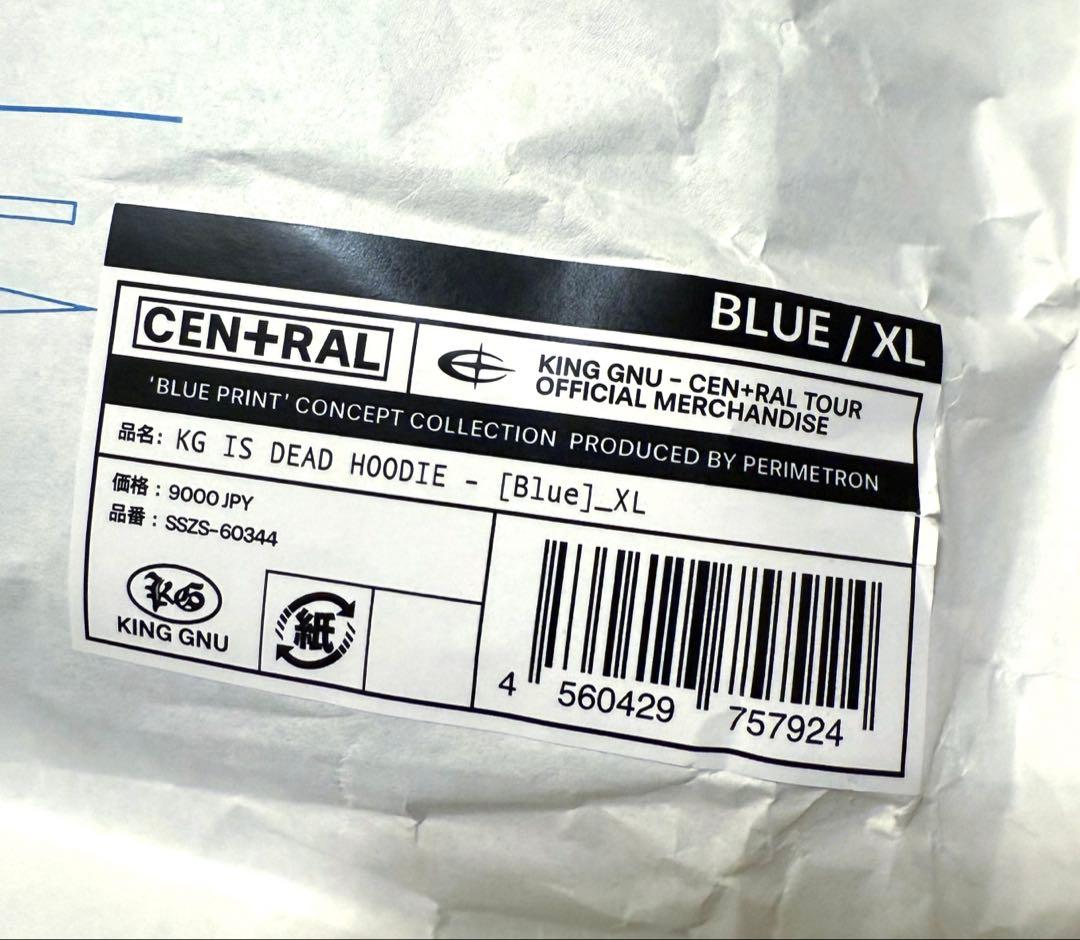 BLUE / XL
CEN+RAL
KING GNU – CEN+RAL TOUR
OFFICIAL MERCHANDISE
'BLUE PRINT' CONCEPT COLLECTION PRODUCED BY PERIMETRON
品名: KG IS DEAD HOODIE - [Blue]_XL
価格：9000 JPY
品番：SSZS-60344
KG
KING GNU
紙
4 560429 757924